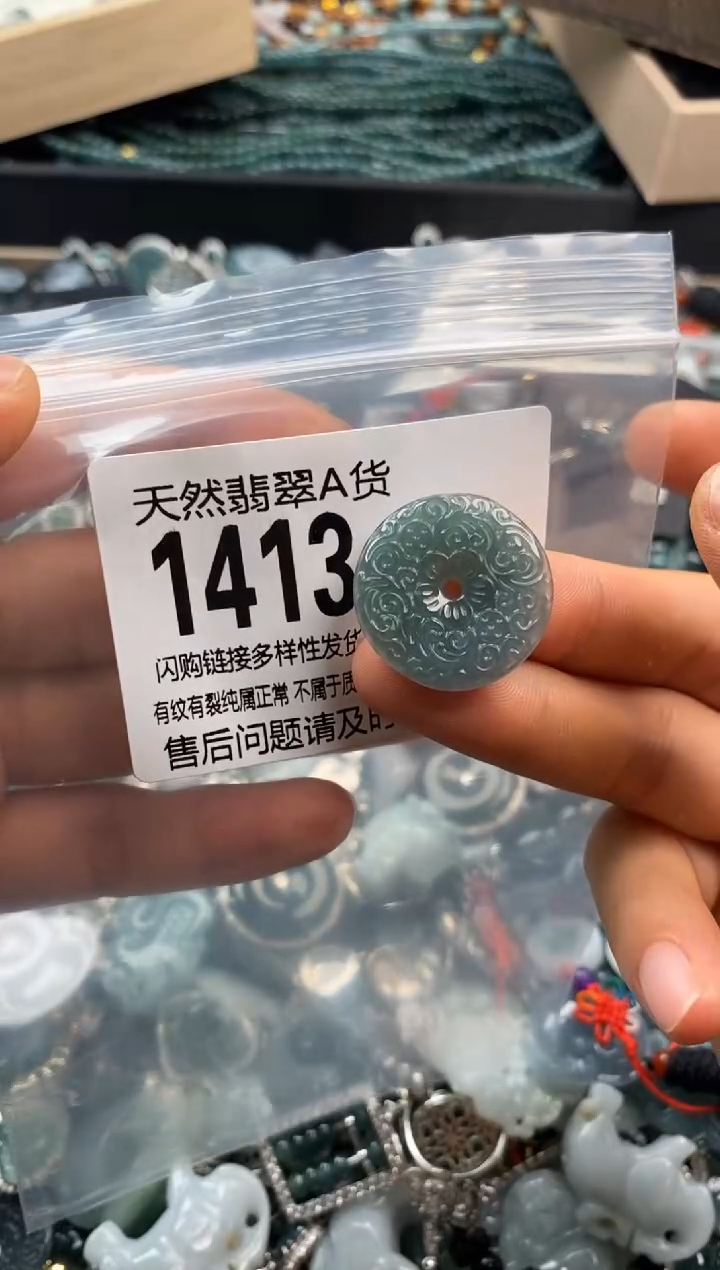 天然翡翠A货
1413
闪购链接多样性发货
有纹有裂纯属正常 不属于质
售后问题请及时